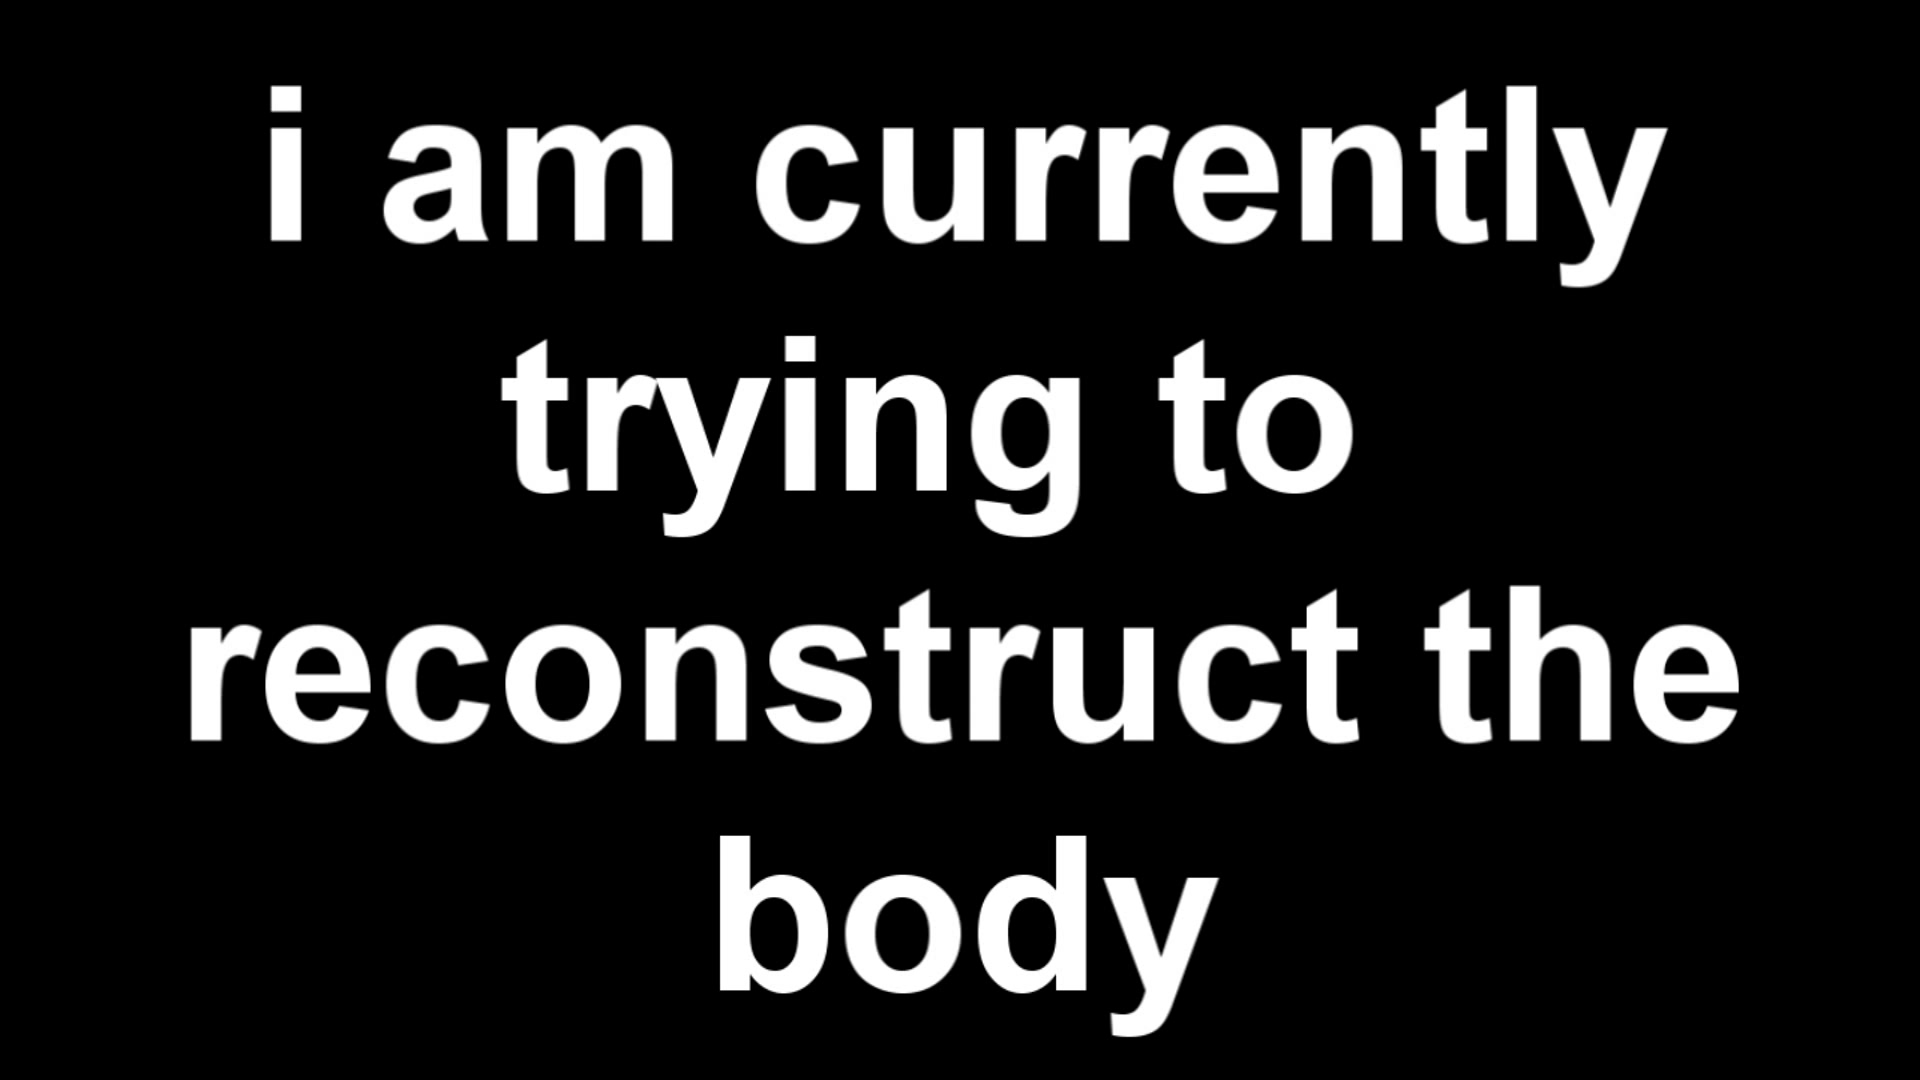 i am currently
trying to
reconstruct the
body